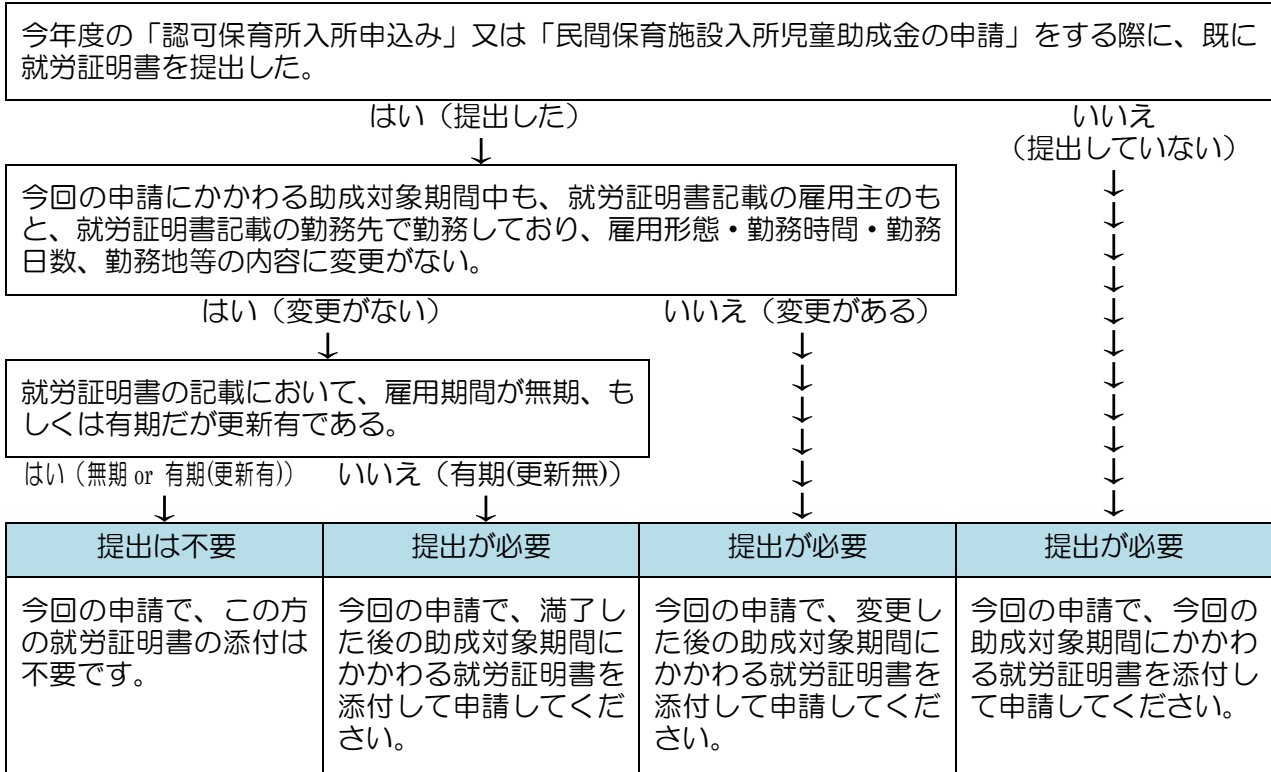 今年度の「認可保育所入所申込み」又は「民間保育施設入所児童助成金の申請」をする際に、既に
就労証明書を提出した。
はい（提出した）
いいえ
（提出していない）
↓
今回の申請にかかわる助成対象期間中も、就労証明書記載の雇用主のも
と、就労証明書記載の勤務先で勤務しており、雇用形態・勤務時間・勤務
日数、勤務地等の内容に変更がない。
↓
↓
↓
↓
↓
↓
↓
↓
↓
↓
↓
はい（変更がない）
いいえ（変更がある）
↓
就労証明書の記載において、雇用期間が無期、も
しくは有期だが更新有である。
↓
↓
↓
↓
↓
↓
はい（無期 or 有期(更新有)）
いいえ（有期(更新無)）
↓
↓
提出は不要
提出が必要
提出が必要
提出が必要
今回の申請で、この方
の就労証明書の添付は
不要です。
今回の申請で、満了し
た後の助成対象期間に
かかわる就労証明書を
添付して申請してくだ
さい。
今回の申請で、変更し
た後の助成対象期間に
かかわる就労証明書を
添付して申請してくだ
さい。
今回の申請で、今回の
助成対象期間にかかわ
る就労証明書を添付し
て申請してください。